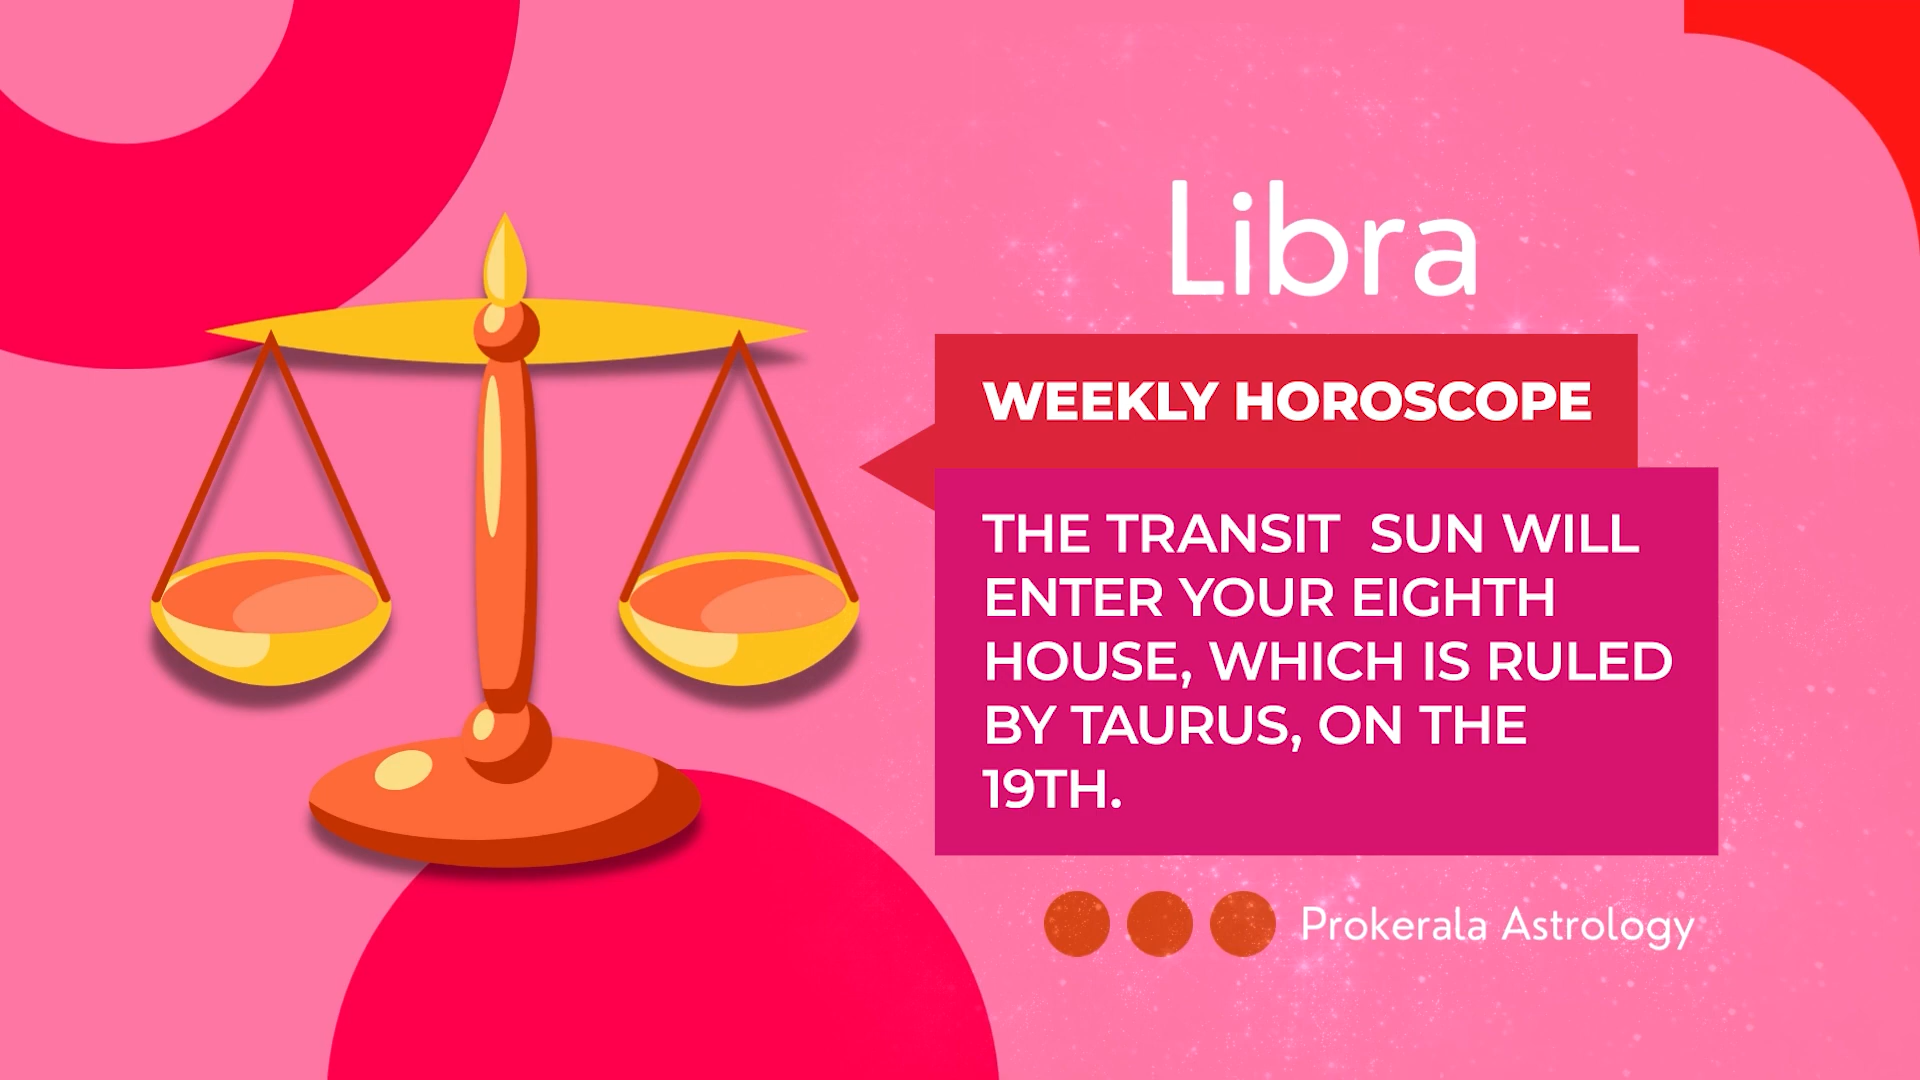 Libra
WEEKLY HOROSCOPE
THE TRANSIT  SUN WILL
ENTER YOUR EIGHTH
HOUSE, WHICH IS RULED
BY TAURUS, ON THE
19TH.
Prokerala Astrology